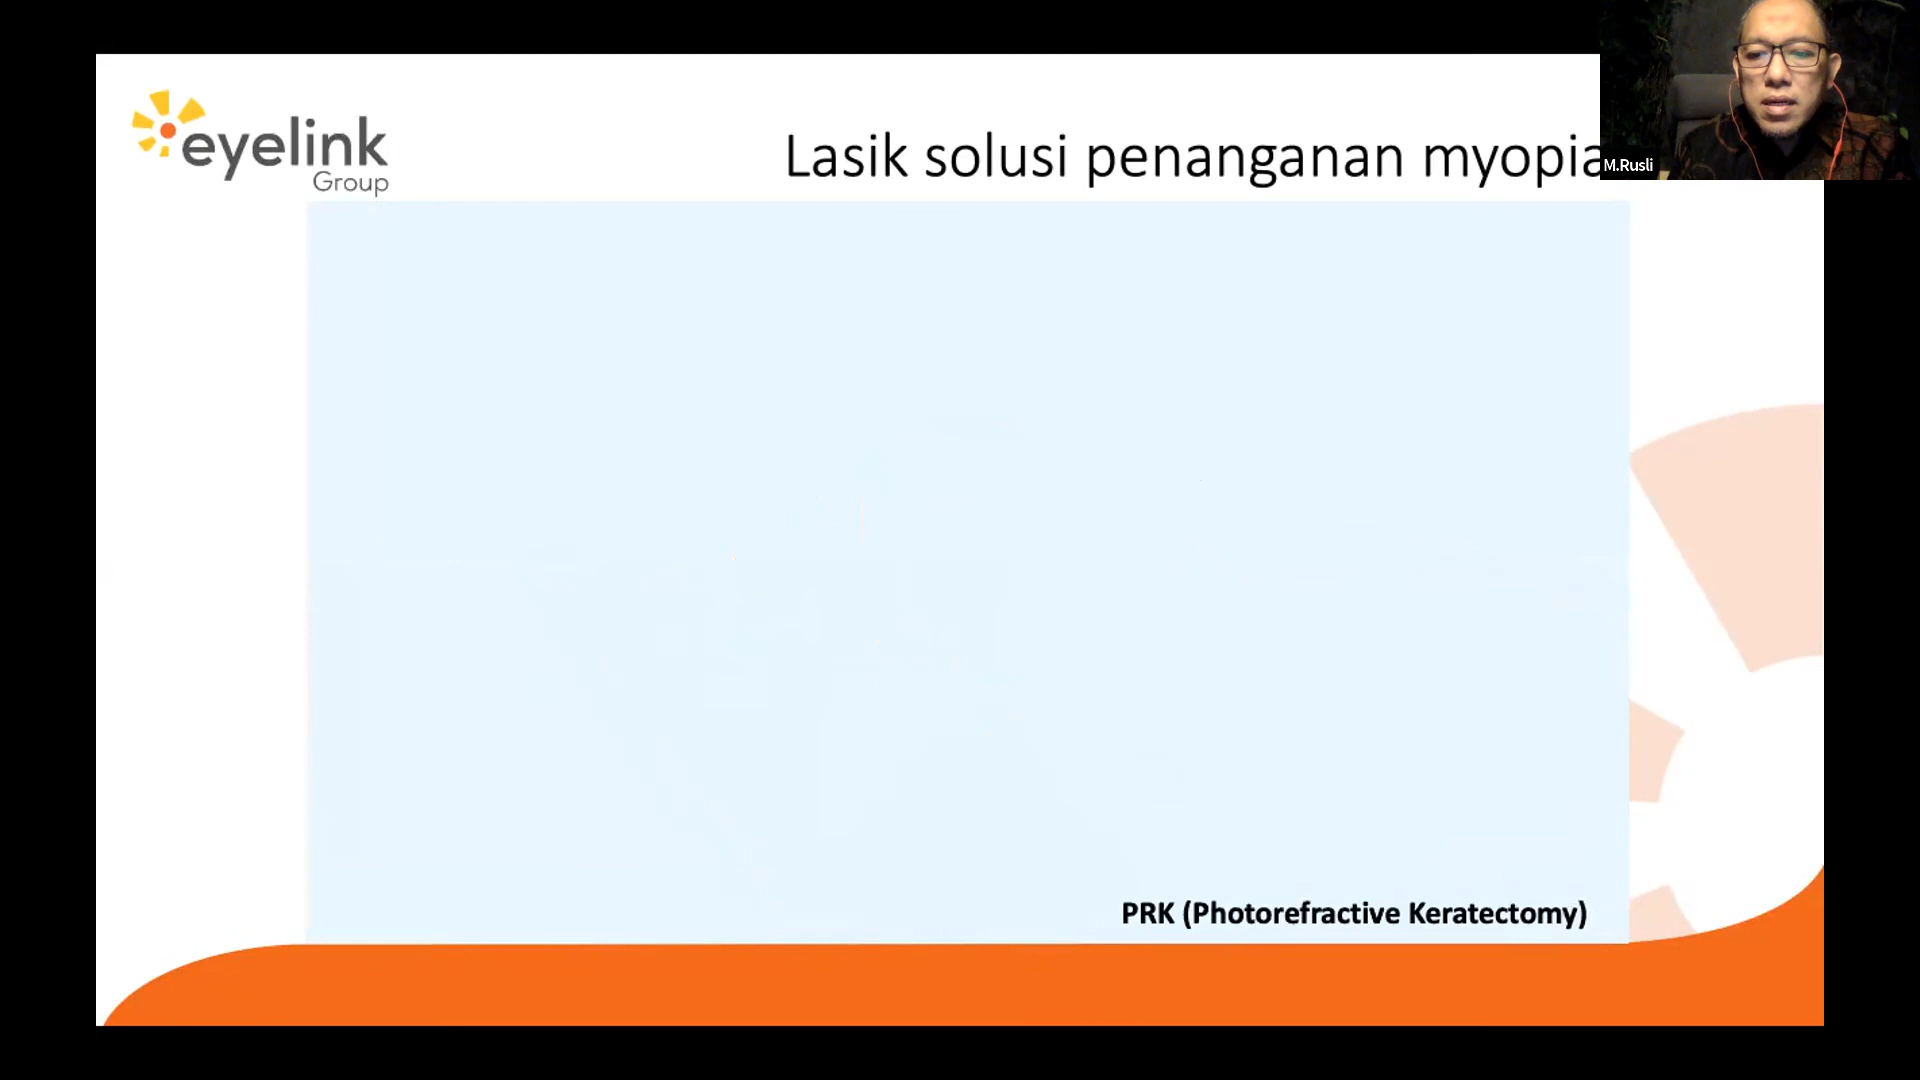 eyelink
Group
Lasik solusi penanganan myopia
M.Rusli
PRK (Photorefractive Keratectomy)